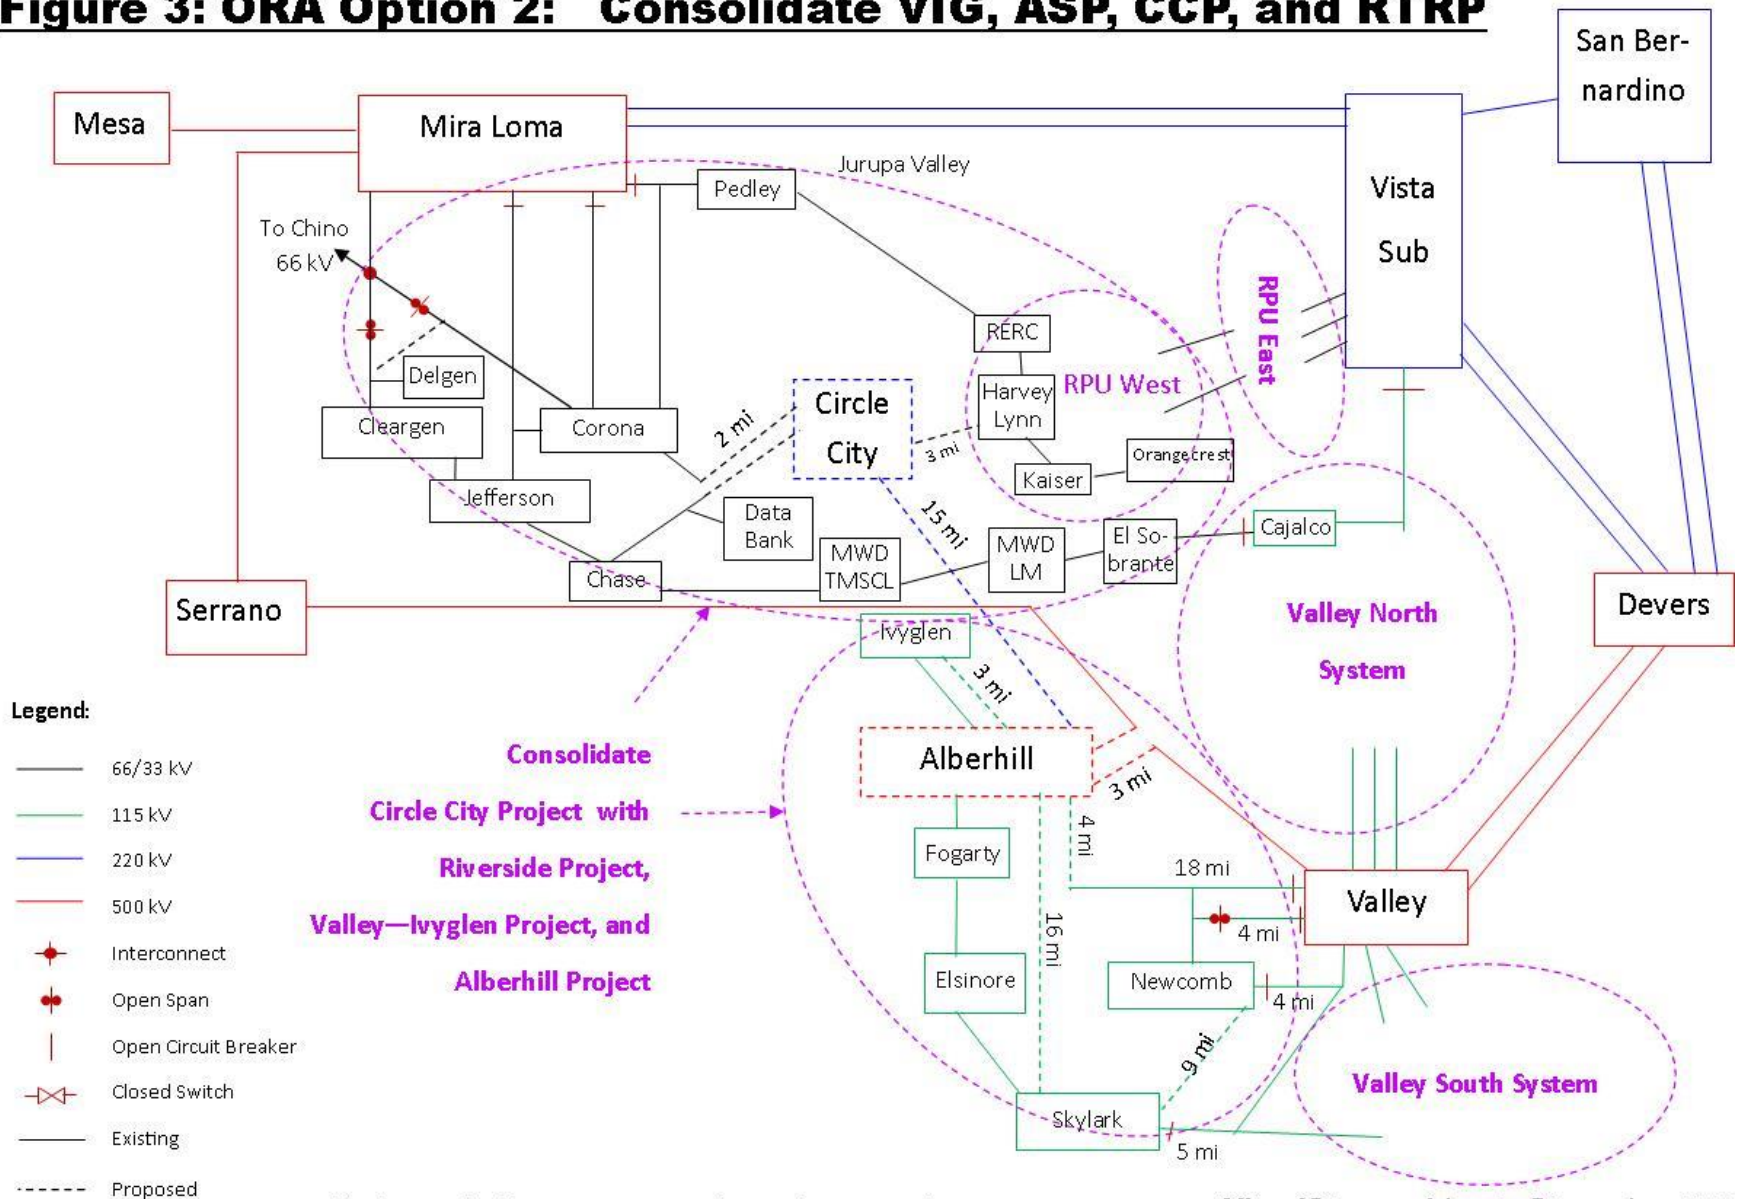 Figure 3: ORA Option 2: Consolidate VIG, ASP, CCP, and RTRP
San Ber-
nardino
Mesa
Mira Loma
Jurupa Valley
Pedley
Vista
Sub
To Chino
66 kV
RPU East
RERC
Delgen
Circle
City
Harvey
Lynn
RPU West
Cleargen
Corona
2 mi
3 mi
Orangecrest
Kaiser
Jefferson
Data
Bank
15 mi
Cajalco
MWD
TMSCL
MWD
LM
El So-
brante
Chase
Serrano
Devers
Ivyglen
Valley North
System
3 mi
Legend:
66/33 kV
115 kV
220 kV
500 kV
Interconnect
Open Span
Open Circuit Breaker
Closed Switch
Existing
Proposed
Consolidate
Circle City Project with
Riverside Project,
Valley—Ivyglen Project, and
Alberhill Project
Alberhill
3 mi
4 mi
Fogarty
18 mi
Valley
16 mi
4 mi
Elsinore
Newcomb
4 mi
9 mi
Valley South System
Skylark
5 mi